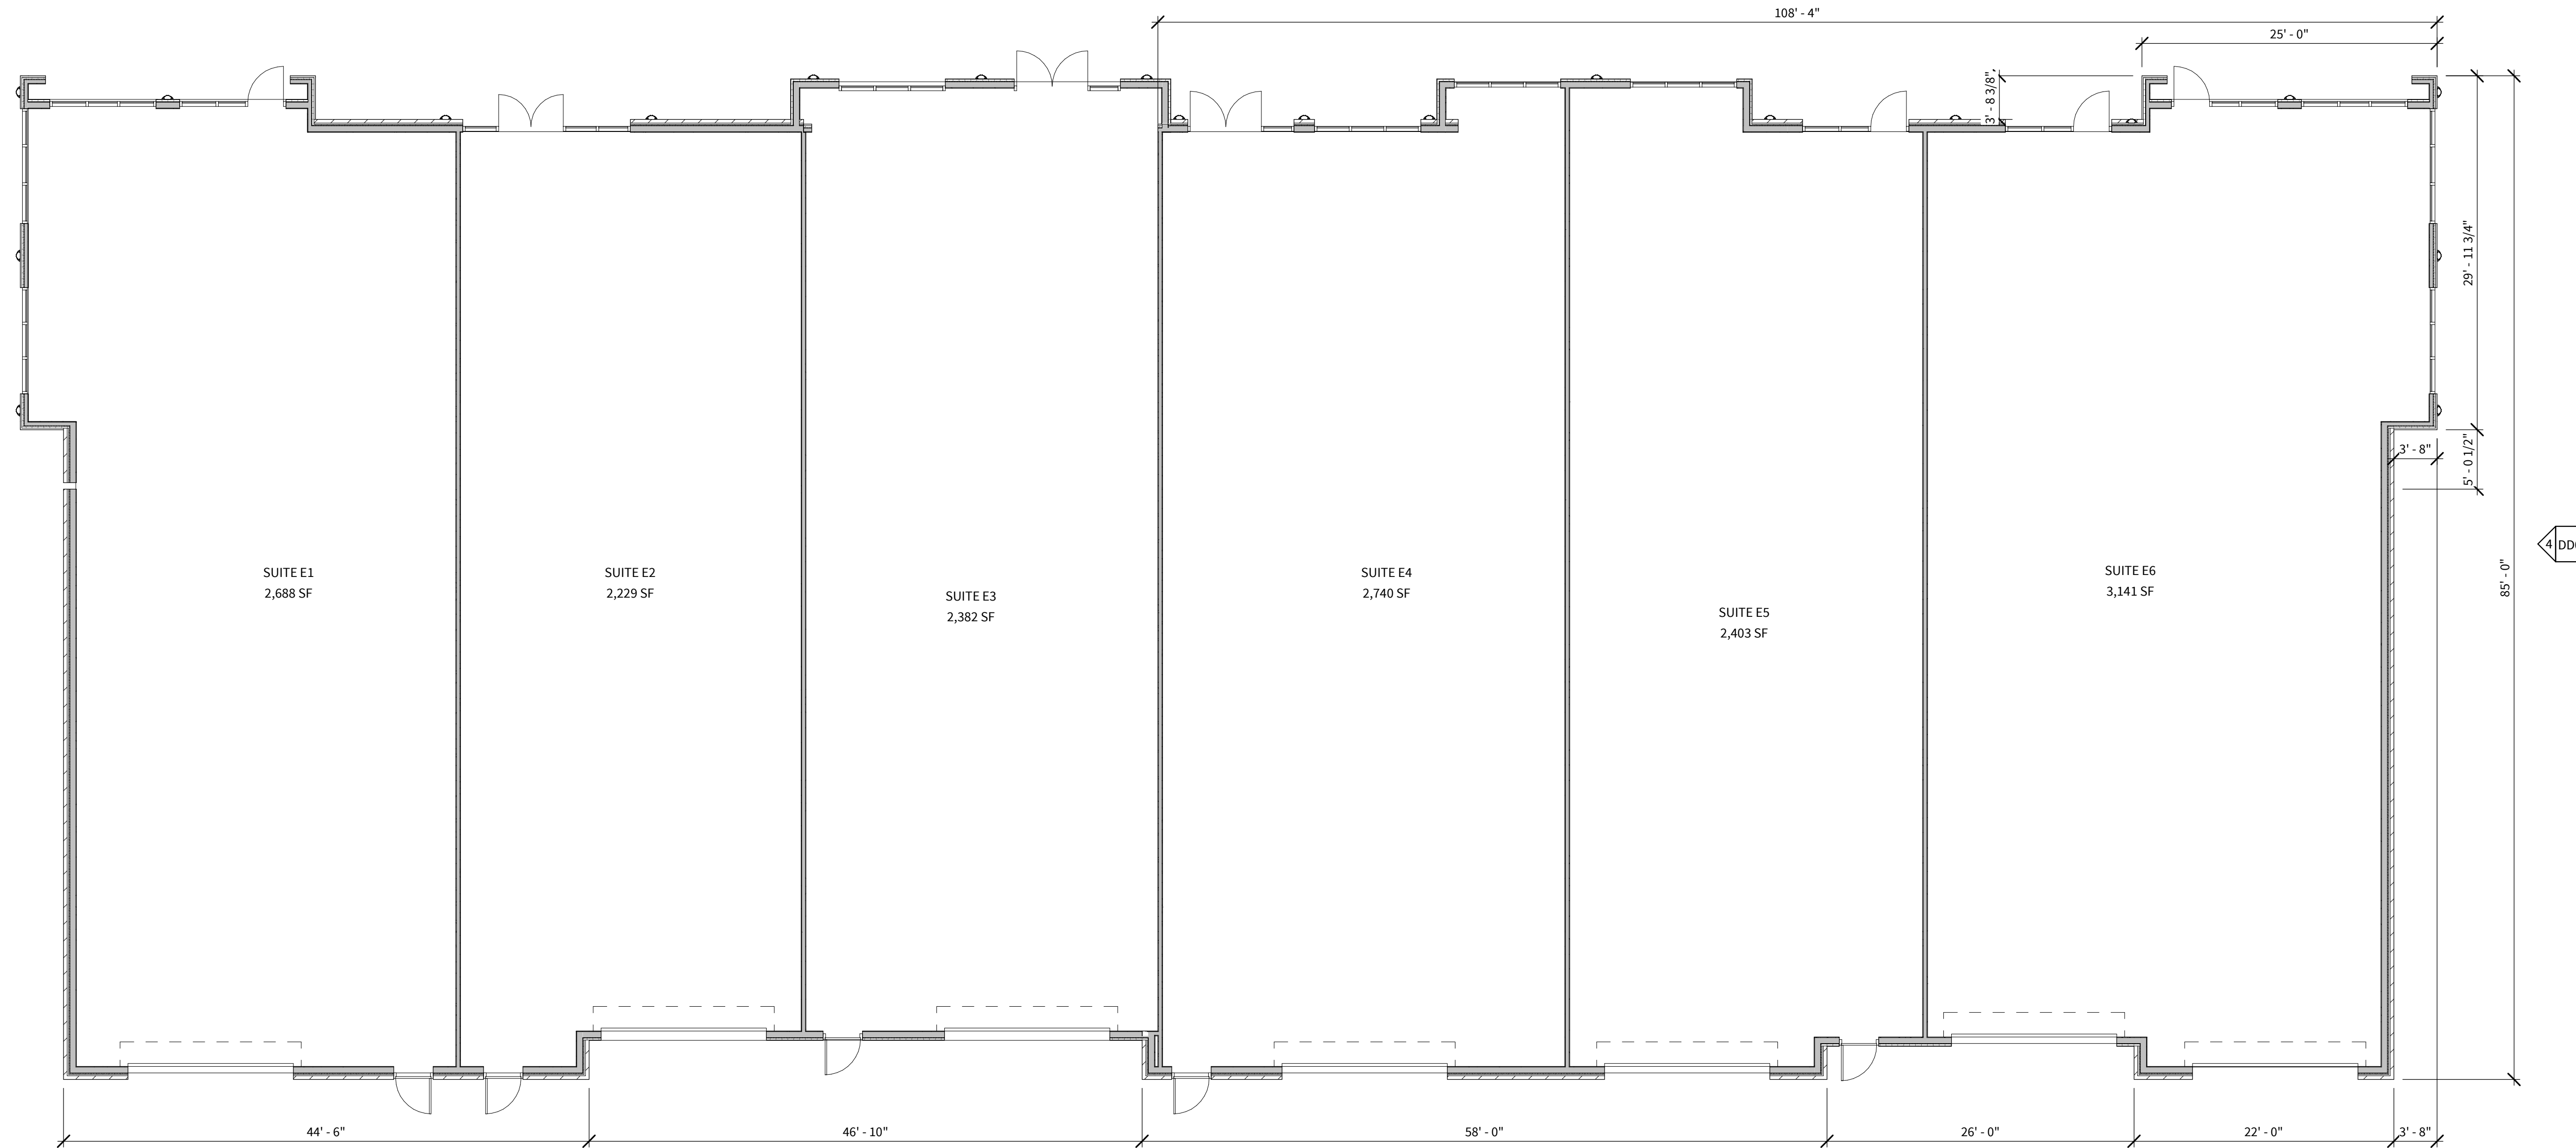 108' - 4"
25' - 0"
3' - 8 3/8"
29' - 11 3/4"
3' - 8"
5' - 0 1/2"
85' - 0"
4
SUITE E1
2,688 SF
SUITE E2
2,229 SF
SUITE E3
2,382 SF
SUITE E4
2,740 SF
SUITE E5
2,403 SF
SUITE E6
3,141 SF
44' - 6"
46' - 10"
58' - 0"
26' - 0"
22' - 0"
3' - 8"